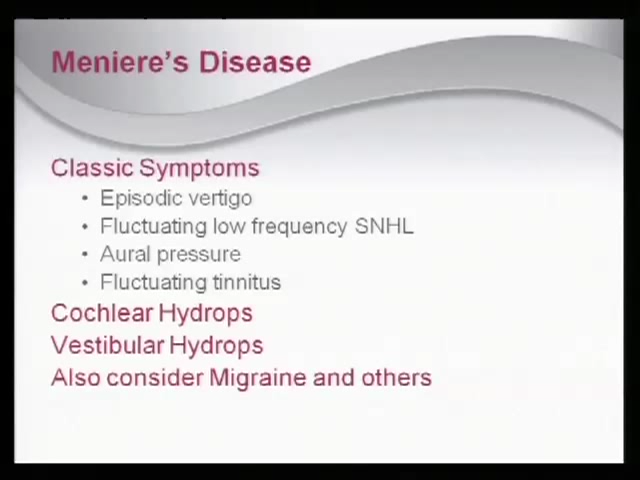 Meniere's Disease
Classic Symptoms
• Episodic vertigo
• Fluctuating low frequency SNHL
• Aural pressure
• Fluctuating tinnitus
Cochlear Hydrops
Vestibular Hydrops
Also consider Migraine and others